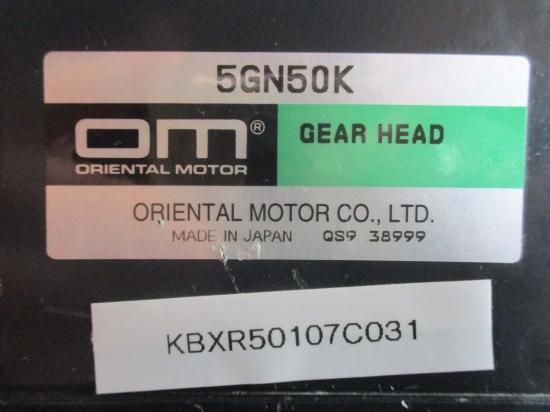 5GN50K
OM®
ORIENTAL MOTOR
GEAR HEAD
ORIENTAL MOTOR CO., LTD.
MADE IN JAPAN QS9 38999
KBXR50107C031